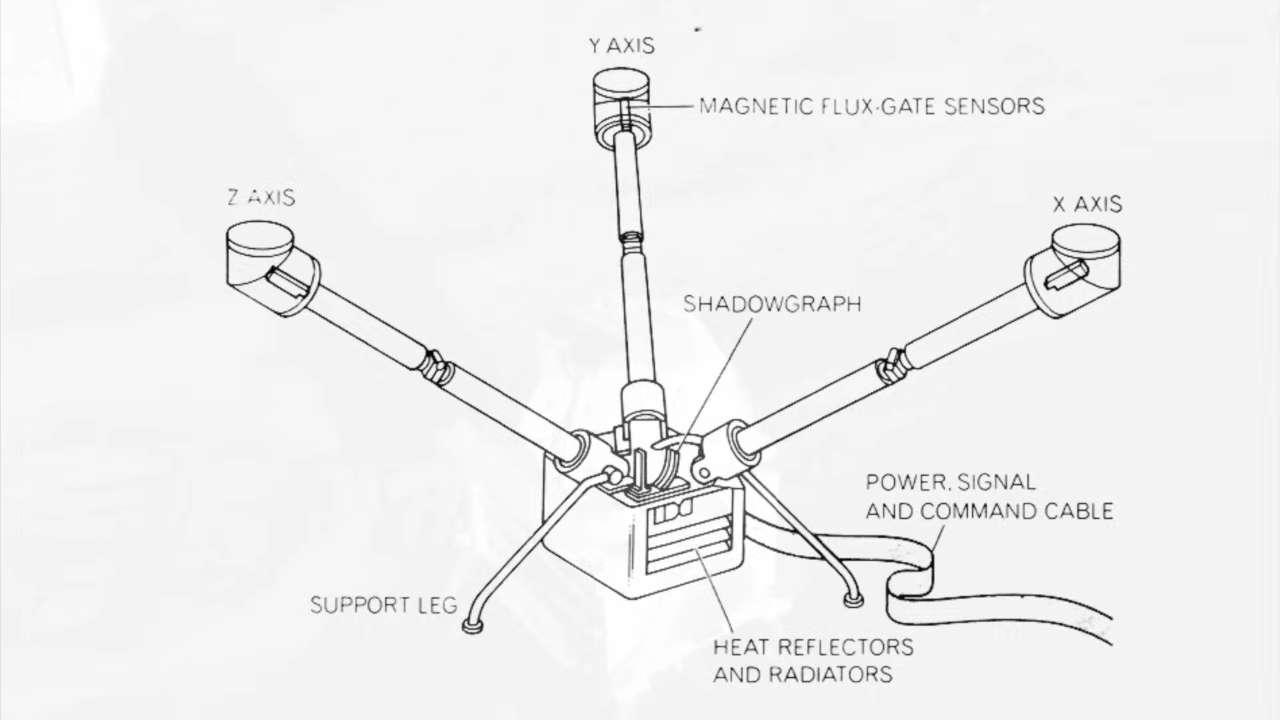 Y AXIS
MAGNETIC FLUX-GATE SENSORS
Z AXIS
X AXIS
SHADOWGRAPH
POWER, SIGNAL
AND COMMAND CABLE
SUPPORT LEG
HEAT REFLECTORS
AND RADIATORS